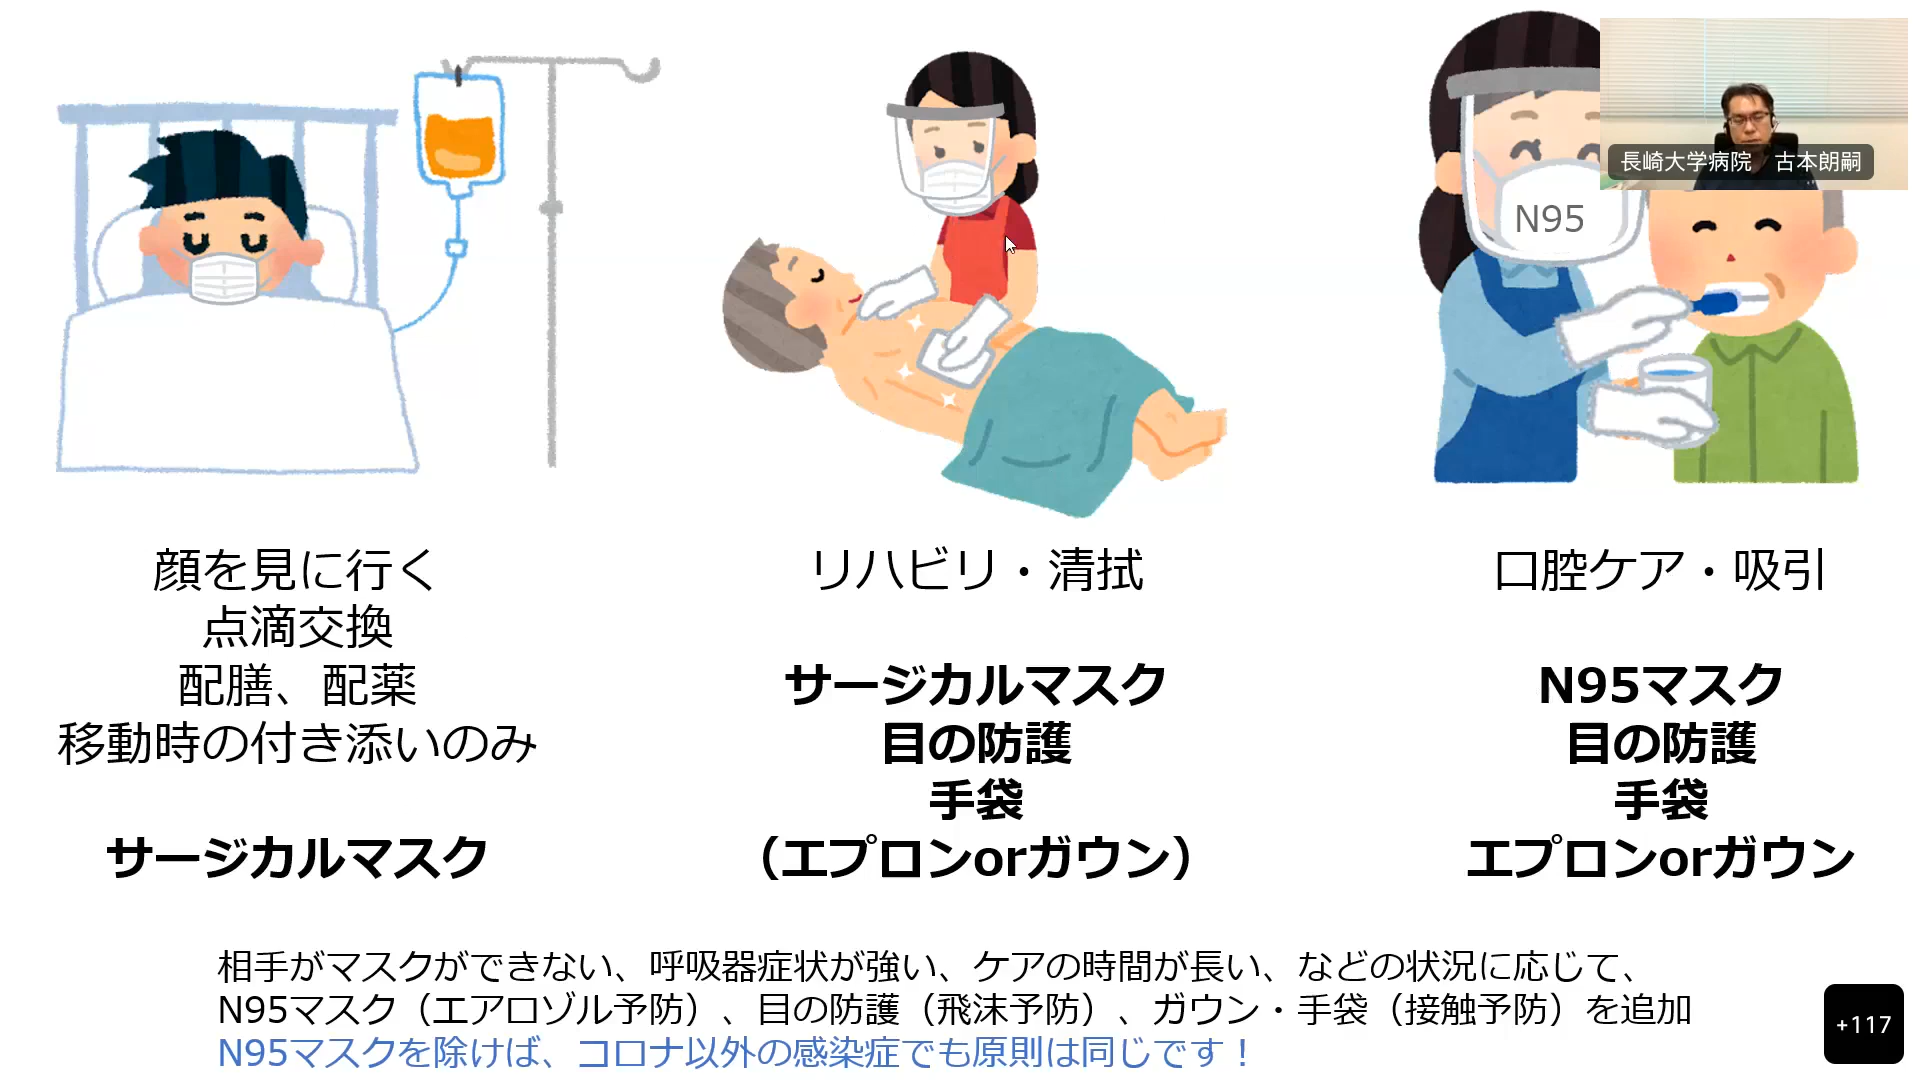 長崎大学病院　古本朗嗣
N95
顔を見に行く
点滴交換
配膳、配薬
移動時の付き添いのみ
サージカルマスク
リハビリ・清拭
サージカルマスク
目の防護
手袋
（エプロンorガウン）
口腔ケア・吸引
N95マスク
目の防護
手袋
エプロンorガウン
相手がマスクができない、呼吸器症状が強い、ケアの時間が長い、などの状況に応じて、
N95マスク（エアロゾル予防）、目の防護（飛沫予防）、ガウン・手袋（接触予防）を追加
N95マスクを除けば、コロナ以外の感染症でも原則は同じです！
+117